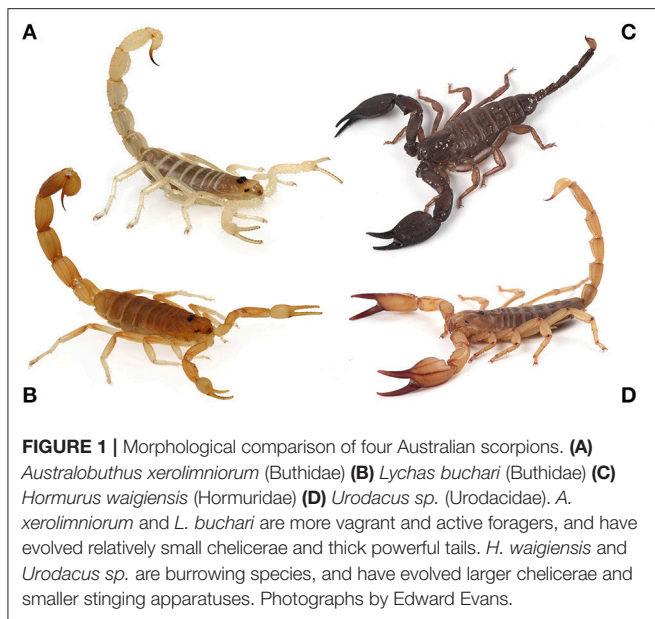 A
C
B
D
FIGURE 1 | Morphological comparison of four Australian scorpions. (A)
Australobuthus xerolimniorum (Buthidae) (B) Lychas buchari (Buthidae) (C)
Hormurus waigiensis (Hormuridae) (D) Urodacus sp. (Urodacidae). A.
xerolimniorum and L. buchari are more vagrant and active foragers, and have
evolved relatively small chelicerae and thick powerful tails. H. waigiensis and
Urodacus sp. are burrowing species, and have evolved larger chelicerae and
smaller stinging apparatuses. Photographs by Edward Evans.